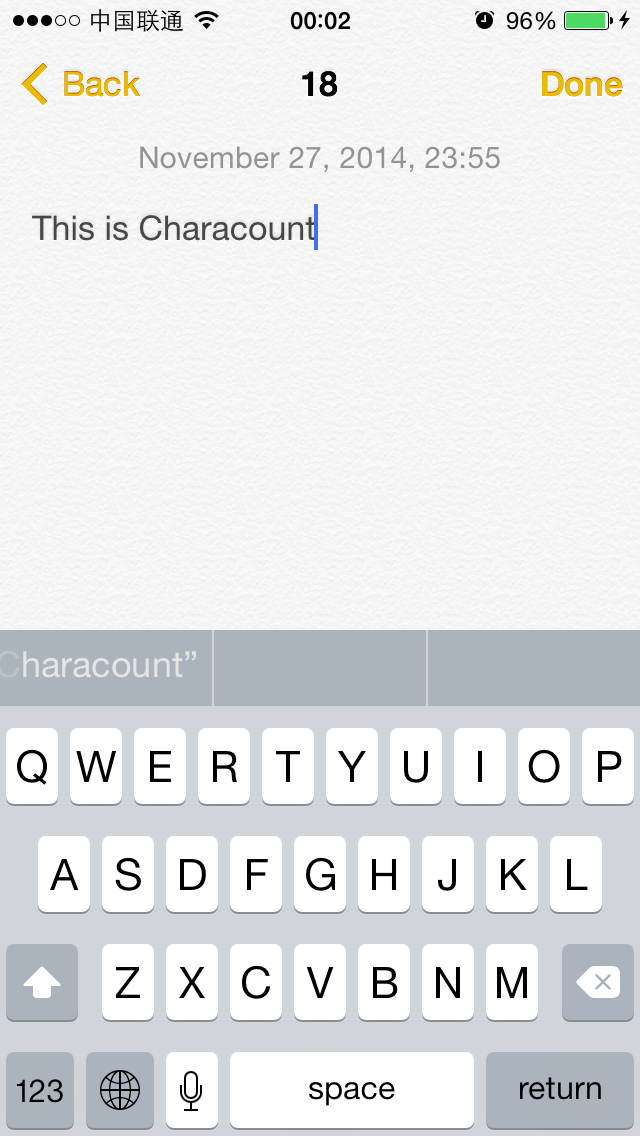 中国联通 00:02 96%
Back 18 Done
November 27, 2014, 23:55
This is Characount
Characount”
Q W E R T Y U I O P
A S D F G H J K L
Z X C V B N M
123 space return